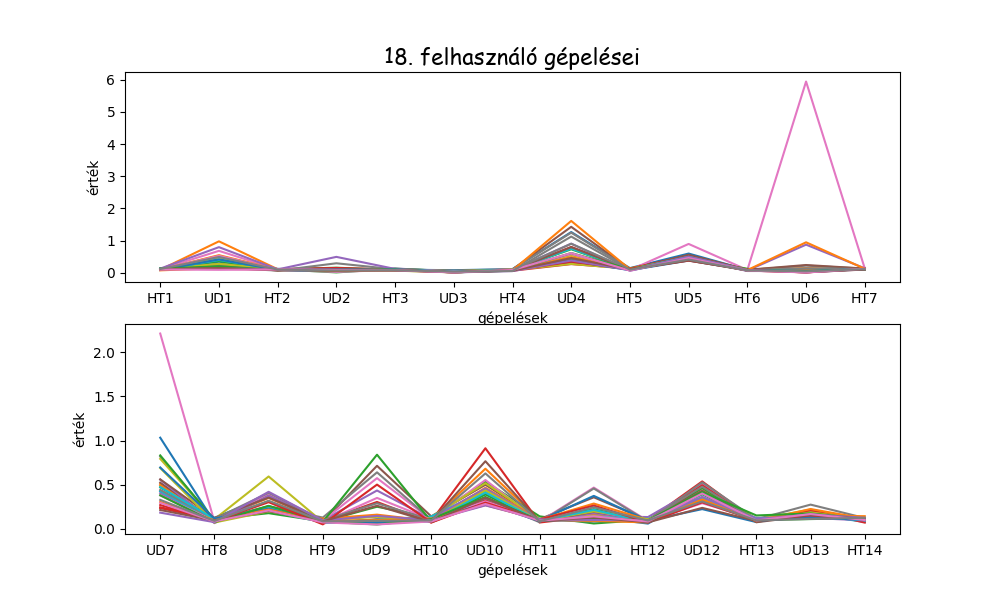 18. felhasználó gépelései
6
5
4
3
2
1
0
érték
HT1 UD1 HT2 UD2 HT3 UD3 HT4 UD4 HT5 UD5 HT6 UD6 HT7
gépelések
2.0
1.5
1.0
0.5
0.0
érték
UD7 HT8 UD8 HT9 UD9 HT10 UD10 HT11 UD11 HT12 UD12 HT13 UD13 HT14
gépelések